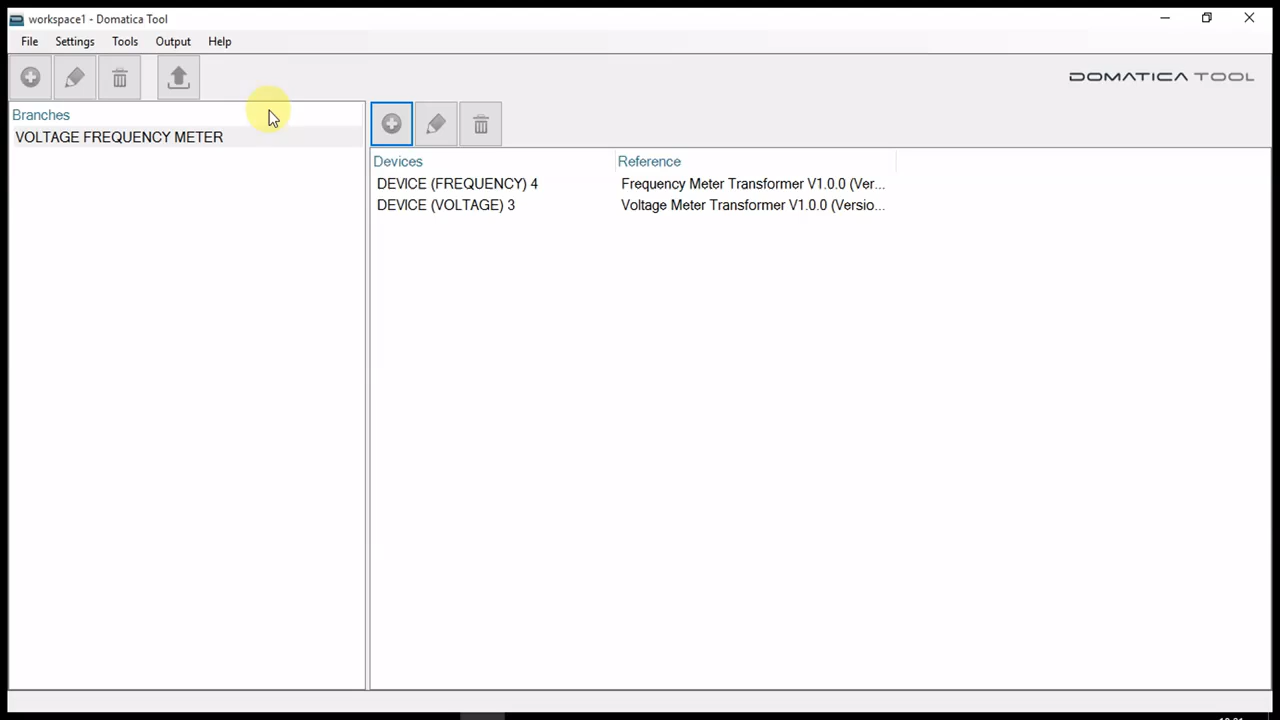 workspace1 - Domatica Tool
File Settings Tools Output Help
DOMATICA TOOL
Branches
VOLTAGE FREQUENCY METER
Devices Reference
DEVICE (FREQUENCY) 4 Frequency Meter Transformer V1.0.0 (Ver...
DEVICE (VOLTAGE) 3 Voltage Meter Transformer V1.0.0 (Versio...